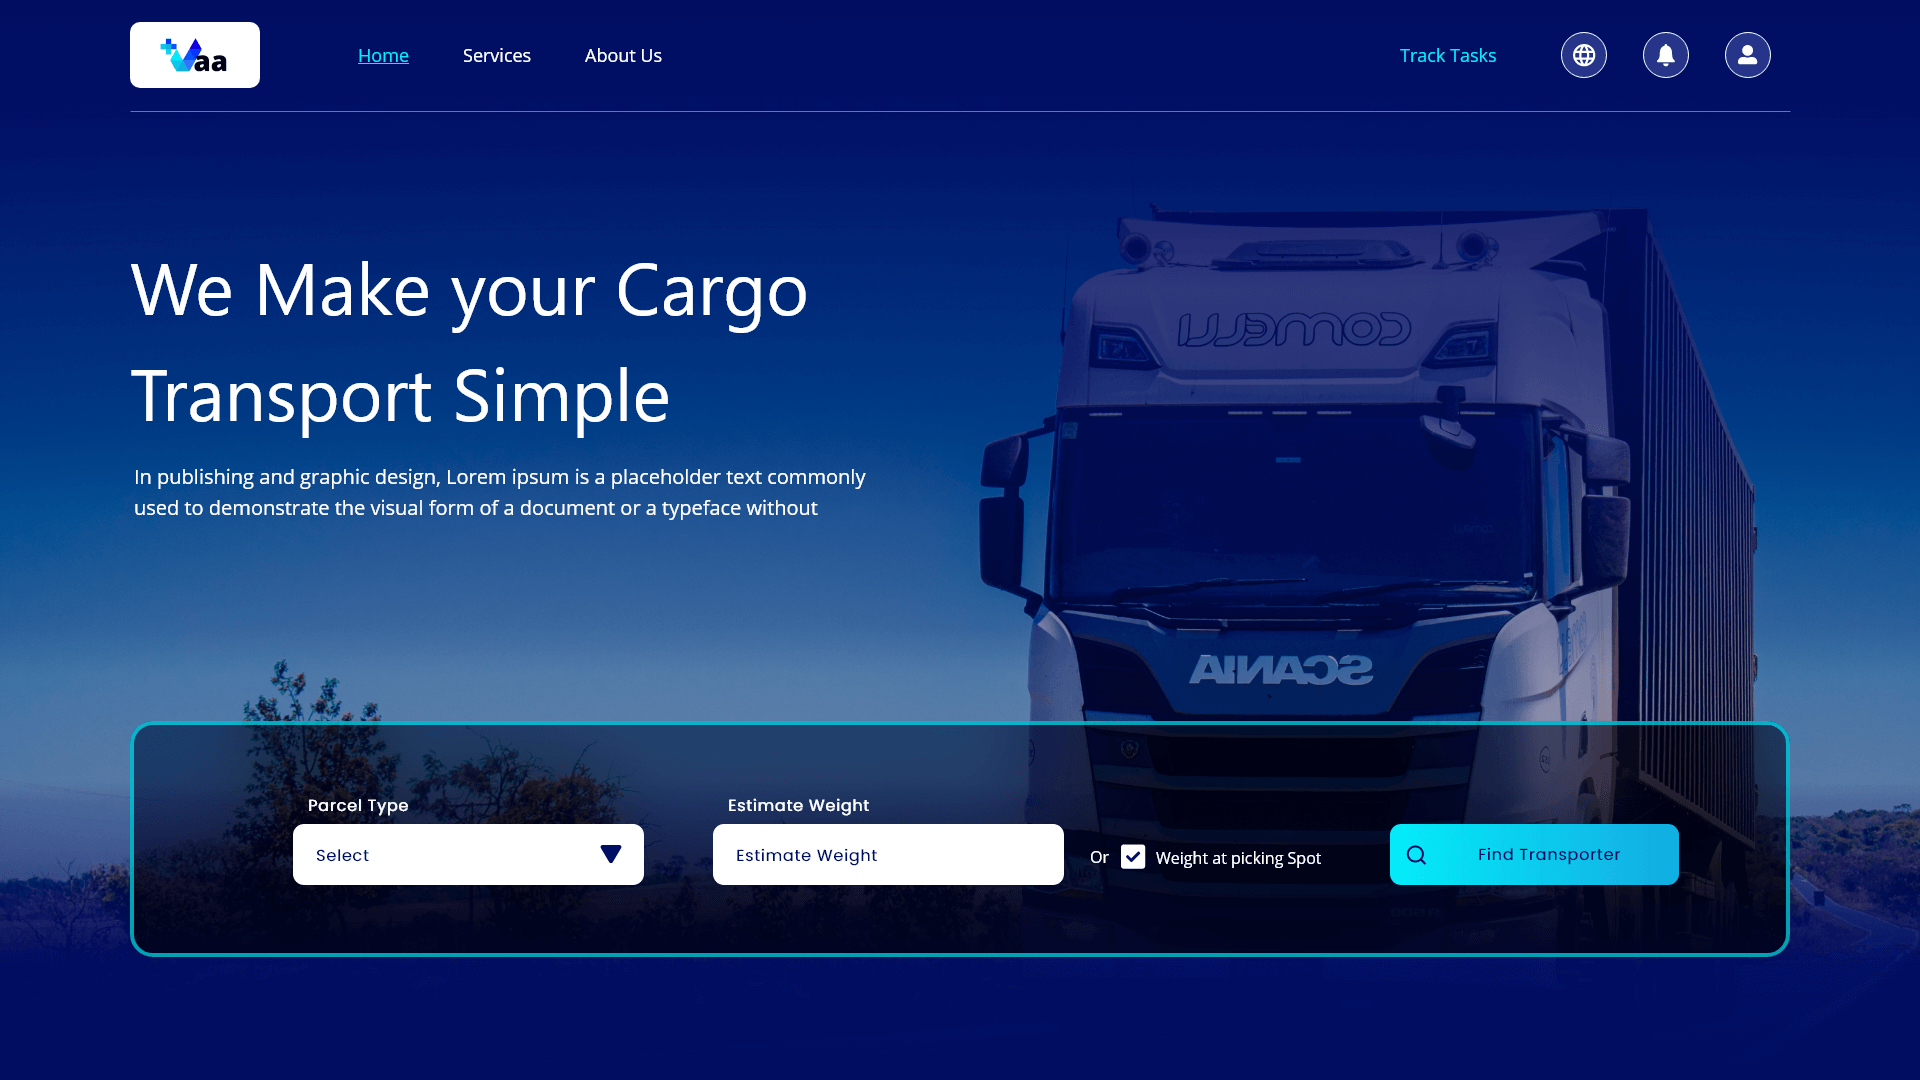 Vaa
Home
Services
About Us
Track Tasks
We Make your Cargo
Transport Simple
In publishing and graphic design, Lorem ipsum is a placeholder text commonly
used to demonstrate the visual form of a document or a typeface without
SCANIA
Parcel Type
Select
Estimate Weight
Estimate Weight
Or
Weight at picking Spot
Find Transporter